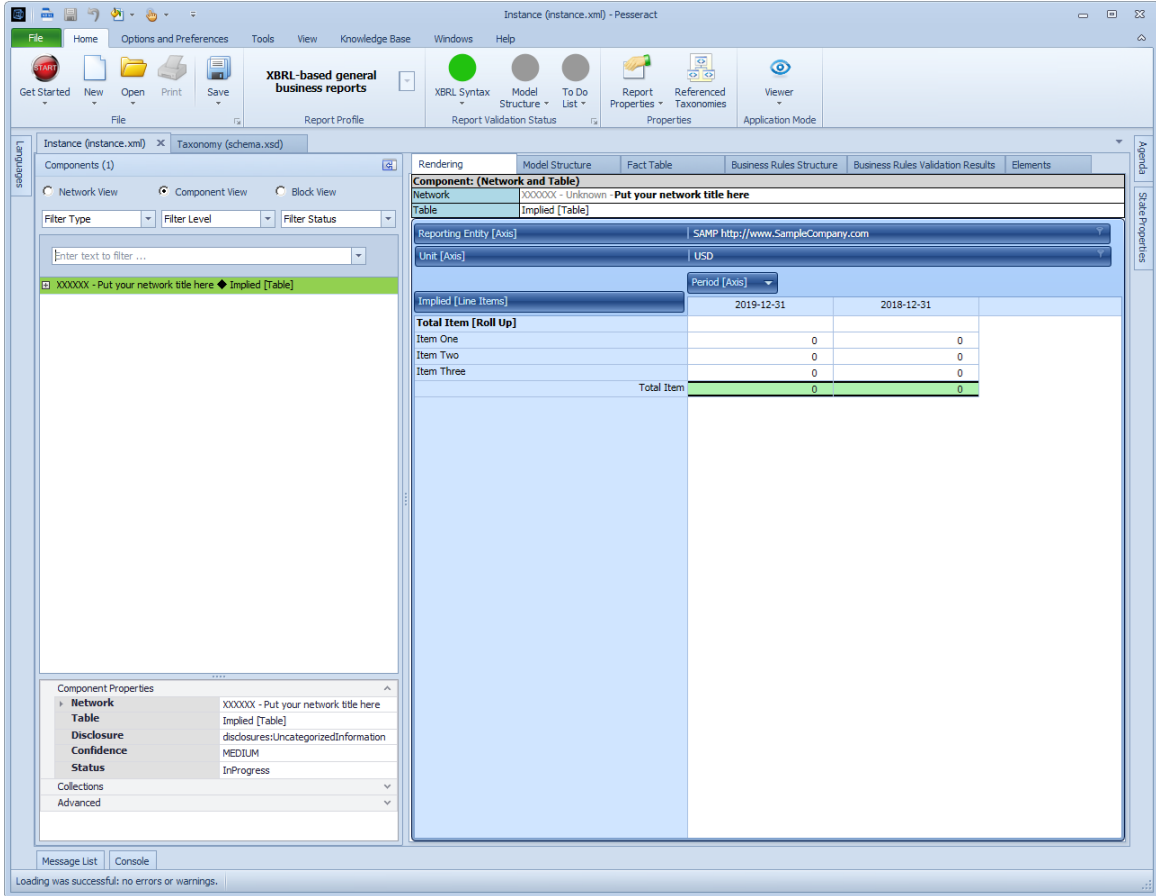 Instance (instance.xml) - Pesseract
File Home Options and Preferences Tools View Knowledge Base Windows Help
START
Get Started New Open Print Save
XBRL-based general business reports
XBRL Syntax Model Structure To Do List
Report Properties Referenced Taxonomies
Viewer
File Report Profile Report Validation Status Properties Application Mode
Languages
Instance (instance.xml) Taxonomy (schema.xsd)
Components (1)
Network View Component View Block View
Filter Type Filter Level Filter Status
Enter text to filter ...
XXXXXX - Put your network title here ◆ Implied [Table]
Component Properties
Network XXXXXX - Put your network title here
Table Implied [Table]
Disclosure disclosures:UncategorizedInformation
Confidence MEDIUM
Status InProgress
Collections
Advanced
Rendering Model Structure Fact Table Business Rules Structure Business Rules Validation Results Elements
Component: (Network and Table)
Network XXXXXX - Unknown - Put your network title here
Table Implied [Table]
Reporting Entity [Axis] SAMP http://www.SampleCompany.com
Unit [Axis] USD
Period [Axis]
Implied [Line Items] 2019-12-31 2018-12-31
Total Item [Roll Up]
Item One 0 0
Item Two 0 0
Item Three 0 0
Total Item 0 0
Agenda
State Properties
Message List Console
Loading was successful: no errors or warnings.